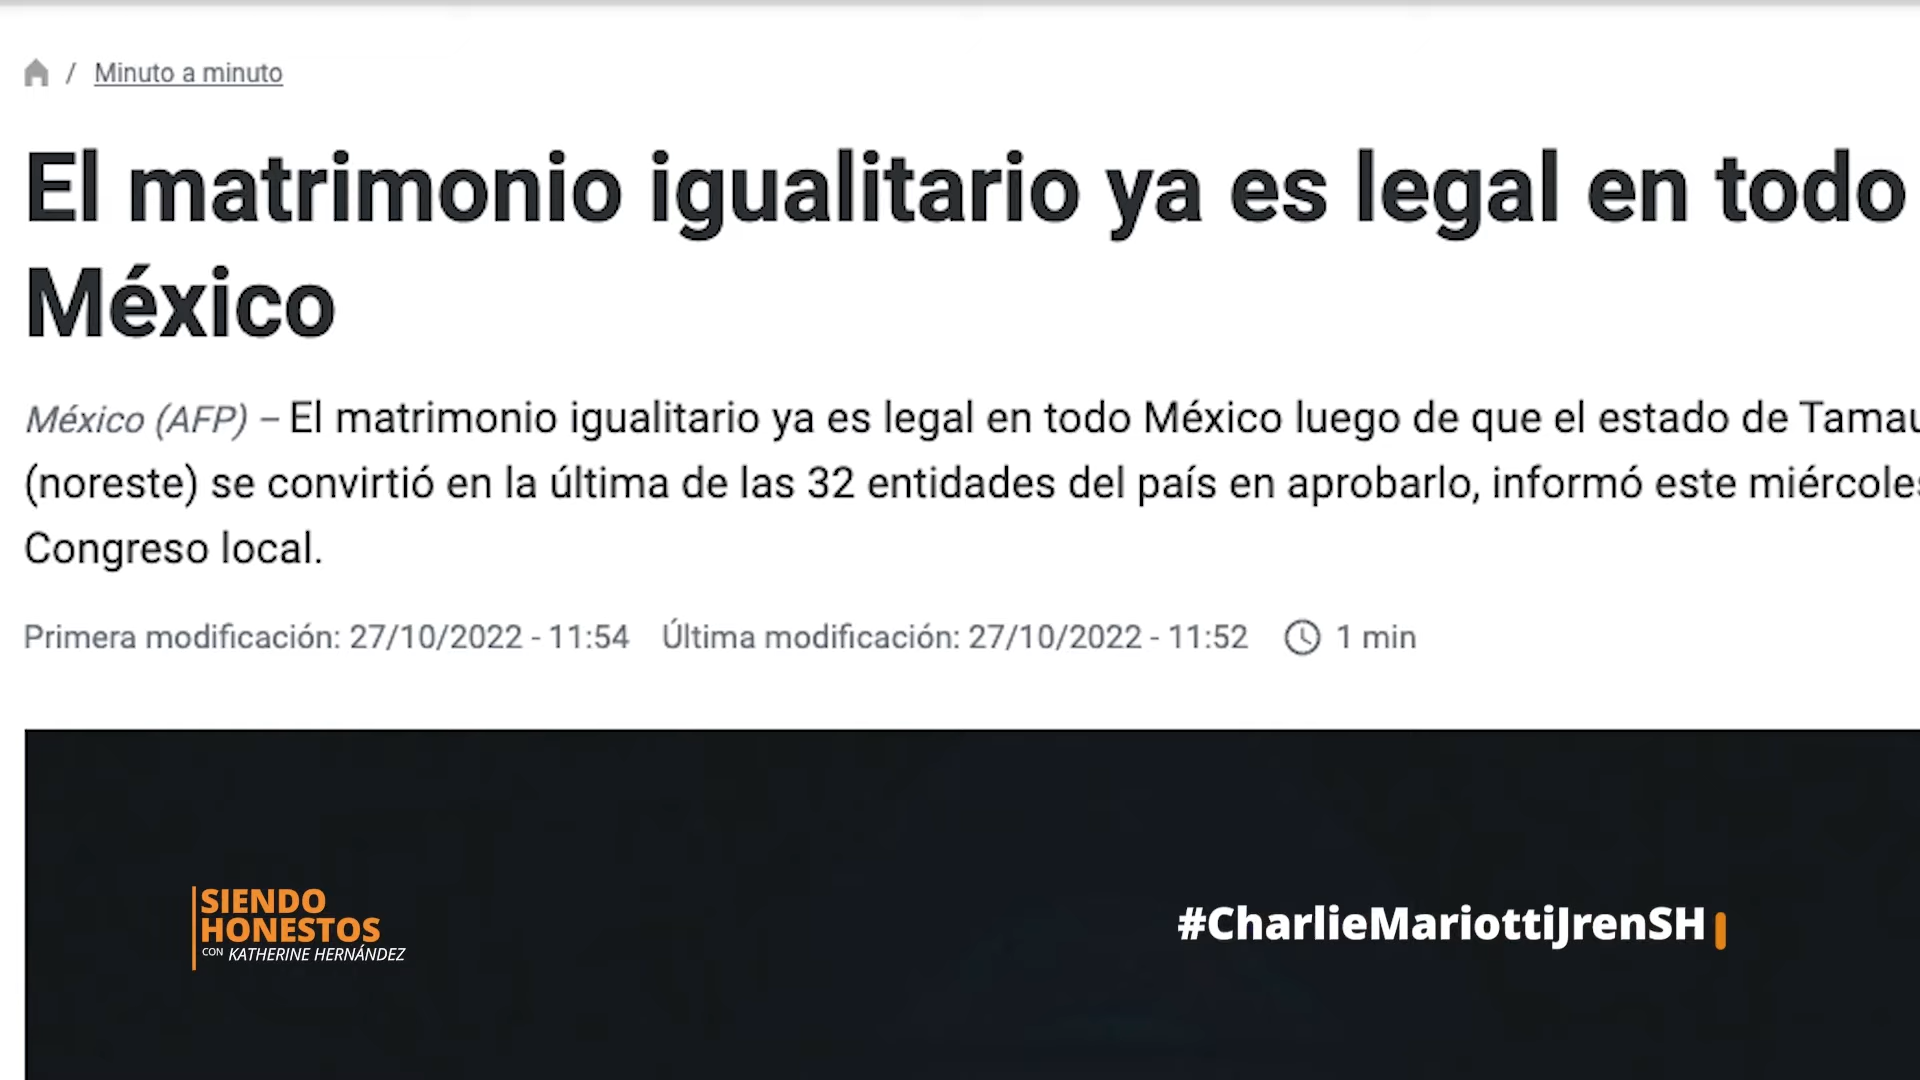 / Minuto a minuto
El matrimonio igualitario ya es legal en todo
México
México (AFP) – El matrimonio igualitario ya es legal en todo México luego de que el estado de Tamau
(noreste) se convirtió en la última de las 32 entidades del país en aprobarlo, informó este miércoles
Congreso local.
Primera modificación: 27/10/2022 - 11:54 Última modificación: 27/10/2022 - 11:52 1 min
SIENDO
HONESTOS
CON KATHERINE HERNÁNDEZ
#CharlieMariottiJrenSH